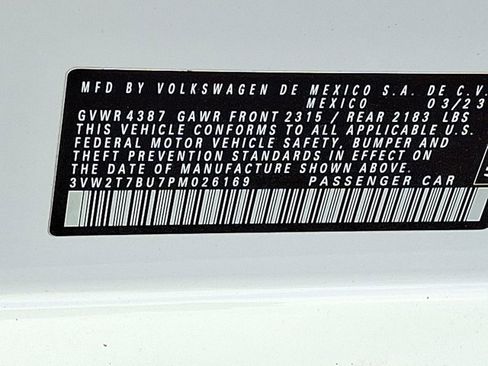 MFD BY VOLKSWAGEN DE MEXICO S.A. DE C.V.
MEXICO 03/23
GVWR 4387 GAWR FRONT 2315 / REAR 2183 LBS
THIS VEHICLE CONFORMS TO ALL APPLICABLE U.S.
FEDERAL MOTOR VEHICLE SAFETY, BUMPER AND
THEFT PREVENTION STANDARDS IN EFFECT ON
THE DATE OF MANUFACTURE SHOWN ABOVE.
3VW2T7BU7PM026169 PASSENGER CAR